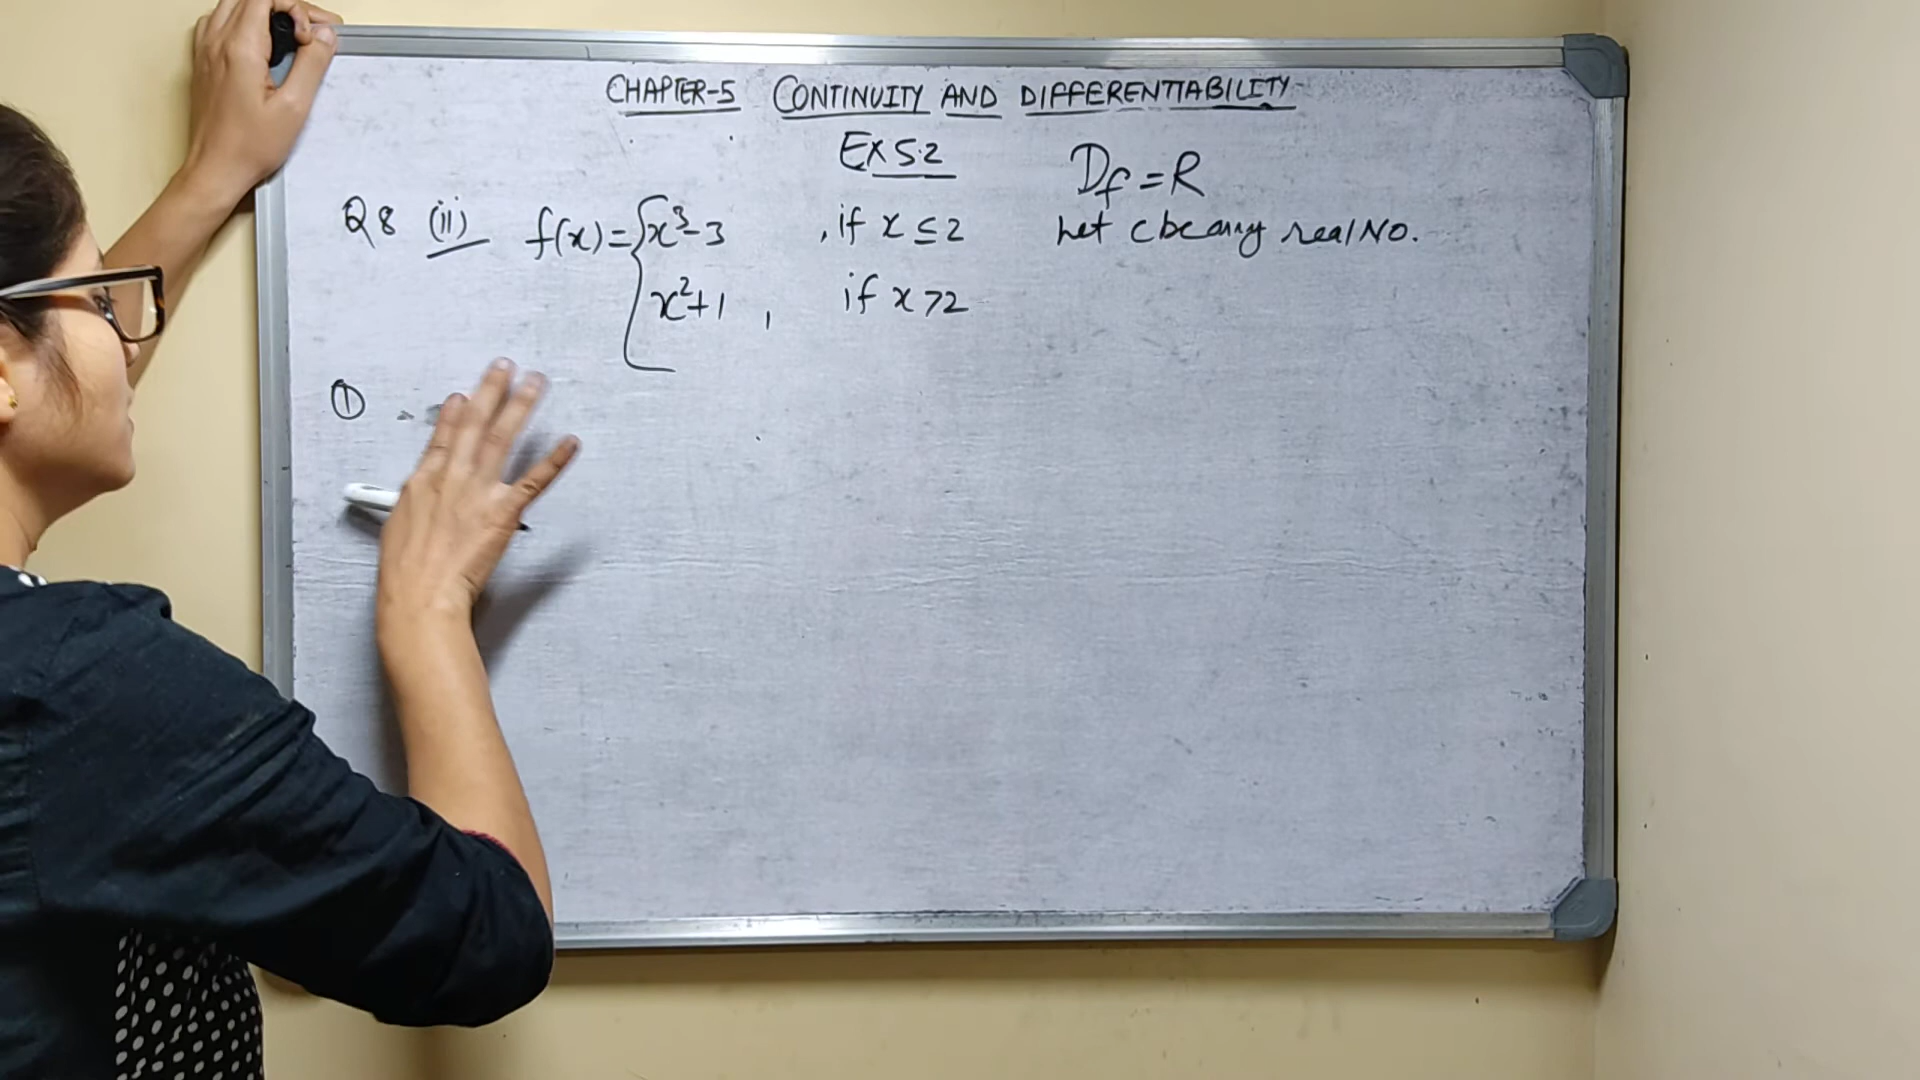 CHAPTER-5 CONTINUITY AND DIFFERENTIABILITY
Ex 5.2
Df = R
Q 8 (ii) f(x) = { x³-3 , if x ≤ 2
x²+1 , if x > 2
Let c be any real No.
①